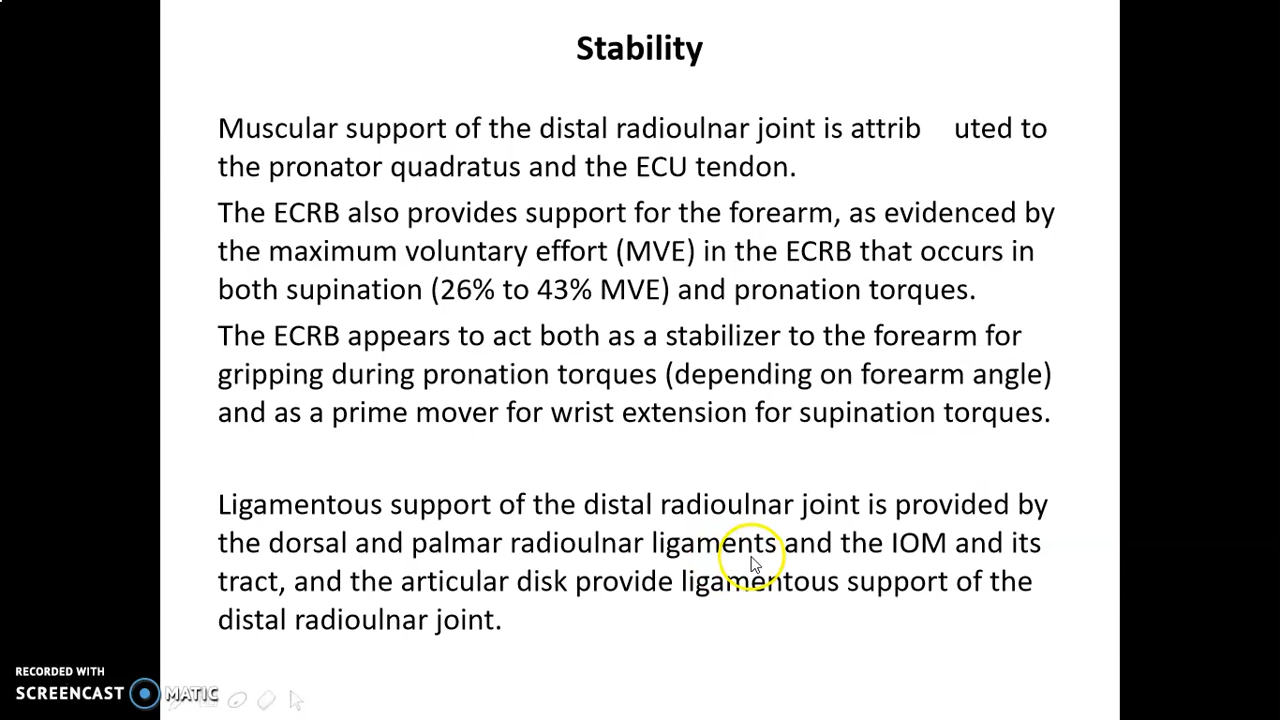 Stability
Muscular support of the distal radioulnar joint is attrib uted to
the pronator quadratus and the ECU tendon.
The ECRB also provides support for the forearm, as evidenced by
the maximum voluntary effort (MVE) in the ECRB that occurs in
both supination (26% to 43% MVE) and pronation torques.
The ECRB appears to act both as a stabilizer to the forearm for
gripping during pronation torques (depending on forearm angle)
and as a prime mover for wrist extension for supination torques.
Ligamentous support of the distal radioulnar joint is provided by
the dorsal and palmar radioulnar ligaments and the IOM and its
tract, and the articular disk provide ligamentous support of the
distal radioulnar joint.
RECORDED WITH
SCREENCAST MATIC